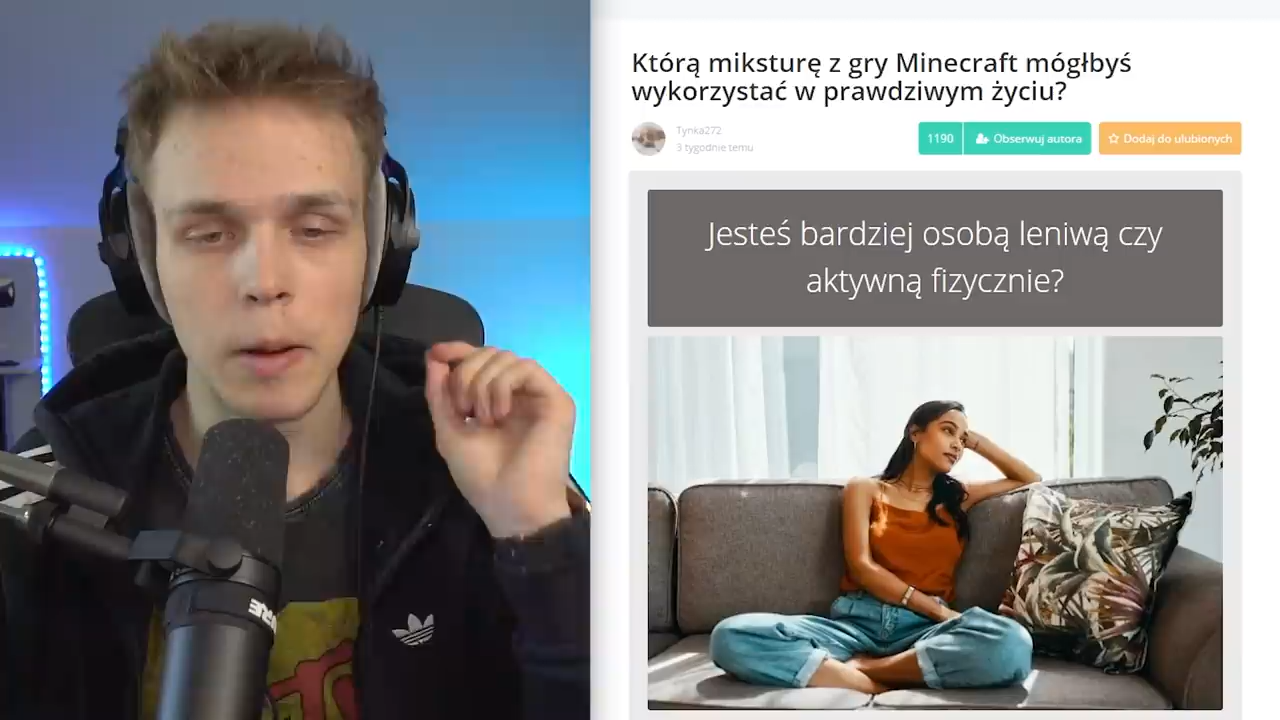 Którą miksturę z gry Minecraft mógłbyś
wykorzystać w prawdziwym życiu?
Tynka272
3 tygodnie temu
1190
Obserwuj autora
Dodaj do ulubionych
Jesteś bardziej osobą leniwą czy
aktywną fizycznie?